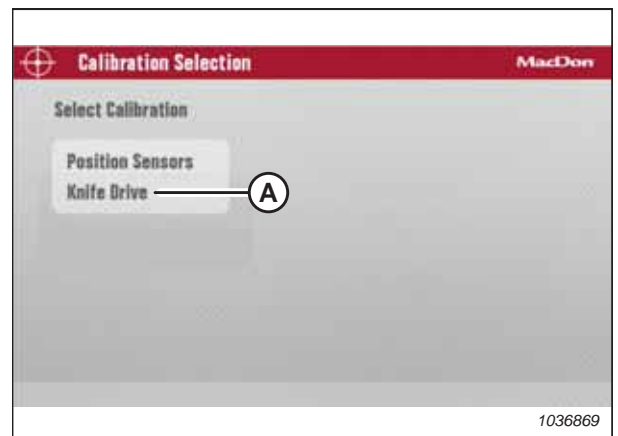 Calibration Selection MacDon
Select Calibration
Position Sensors
Knife Drive A
1036869